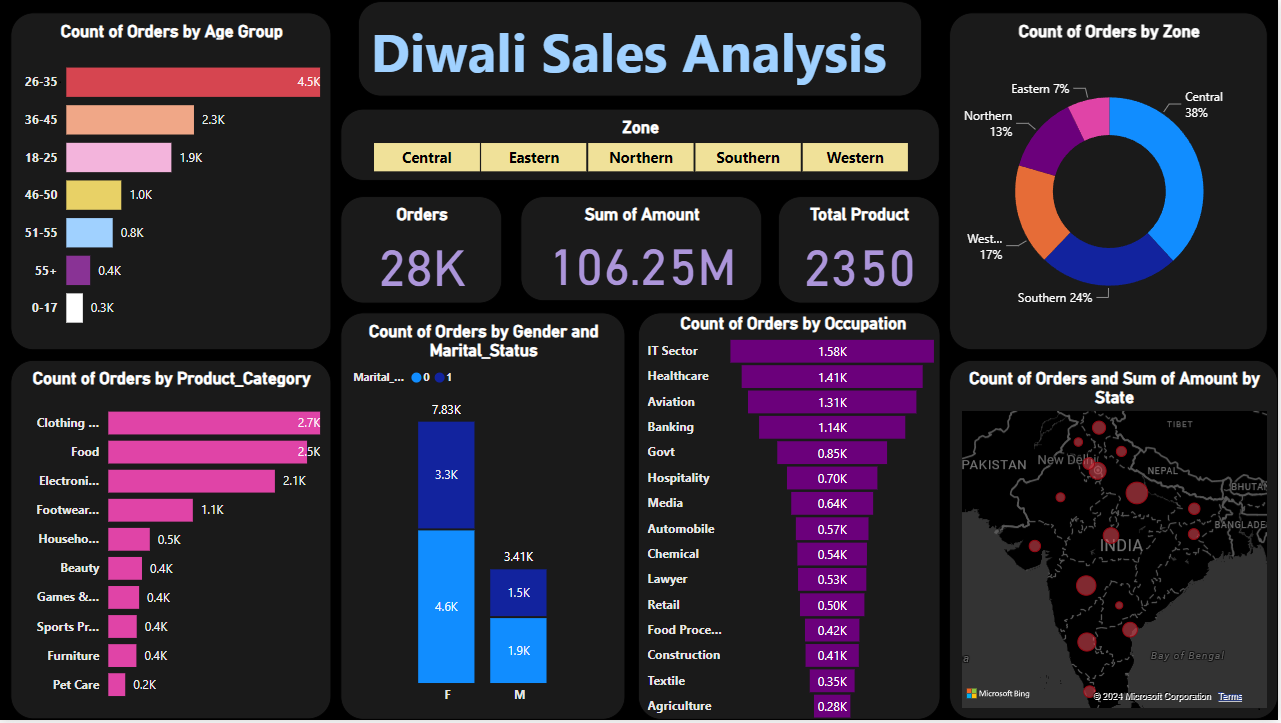 Diwali Sales Analysis
Count of Orders by Age Group
26-35 4.5K
36-45 2.3K
18-25 1.9K
46-50 1.0K
51-55 0.8K
55+ 0.4K
0-17 0.3K
Zone
Central Eastern Northern Southern Western
Orders
28K
Sum of Amount
106.25M
Total Product
2350
Count of Orders by Zone
Eastern 7%
Central
38%
Northern
13%
West...
17%
Southern 24%
Count of Orders by Product_Category
Clothing ... 2.7K
Food 2.5K
Electroni... 2.1K
Footwear... 1.1K
Househo... 0.5K
Beauty 0.4K
Games &... 0.4K
Sports Pr... 0.4K
Furniture 0.4K
Pet Care 0.2K
Count of Orders by Gender and
Marital_Status
Marital_... 0 1
7.83K
3.3K
4.6K
3.41K
1.5K
1.9K
F M
Count of Orders by Occupation
IT Sector 1.58K
Healthcare 1.41K
Aviation 1.31K
Banking 1.14K
Govt 0.85K
Hospitality 0.70K
Media 0.64K
Automobile 0.57K
Chemical 0.54K
Lawyer 0.53K
Retail 0.50K
Food Proce... 0.42K
Construction 0.41K
Textile 0.35K
Agriculture 0.28K
Count of Orders and Sum of Amount by
State
TIBET
PAKISTAN
New Delhi
NEPAL
BHUTAN
BANGLADE
INDIA
a
Bay of Bengal
Microsoft Bing
© 2024 Microsoft Corporation Terms